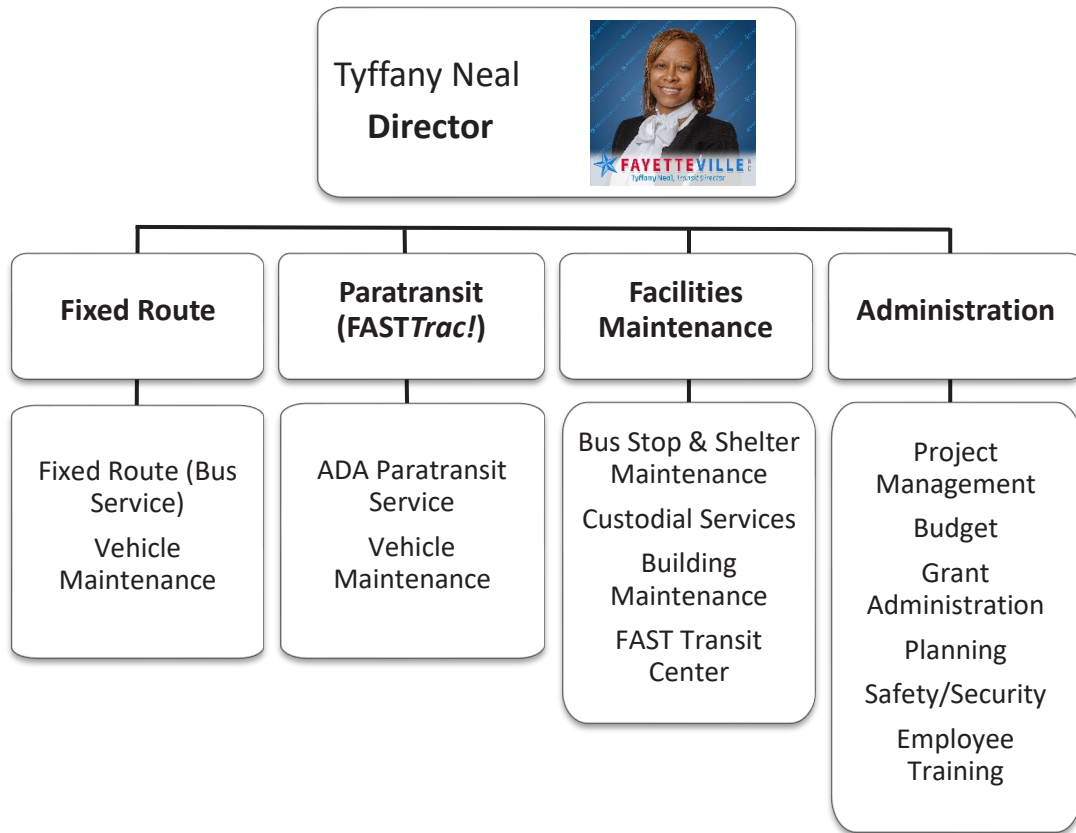 Tyffany Neal
Director
FAYETTEVILLE NC
Tyffany Neal, Transit Director
Fixed Route
Paratransit
(FASTTrac!)
Facilities
Maintenance
Administration
Fixed Route (Bus
Service)
Vehicle
Maintenance
ADA Paratransit
Service
Vehicle
Maintenance
Bus Stop & Shelter
Maintenance
Custodial Services
Building
Maintenance
FAST Transit
Center
Project
Management
Budget
Grant
Administration
Planning
Safety/Security
Employee
Training